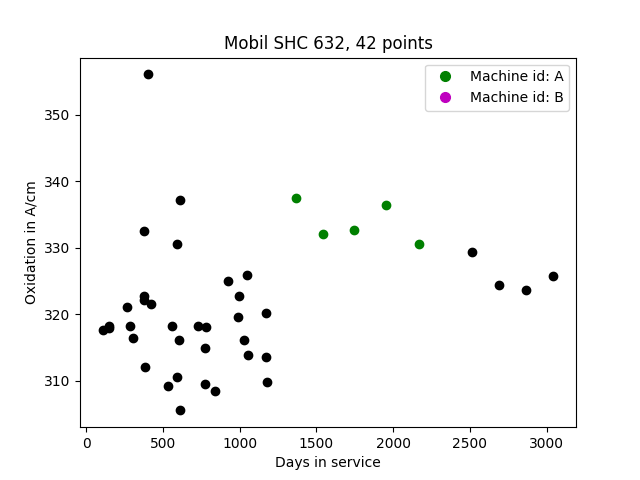 Mobil SHC 632, 42 points
Machine id: A
Machine id: B
Oxidation in A/cm
350
340
330
320
310
0 500 1000 1500 2000 2500 3000
Days in service